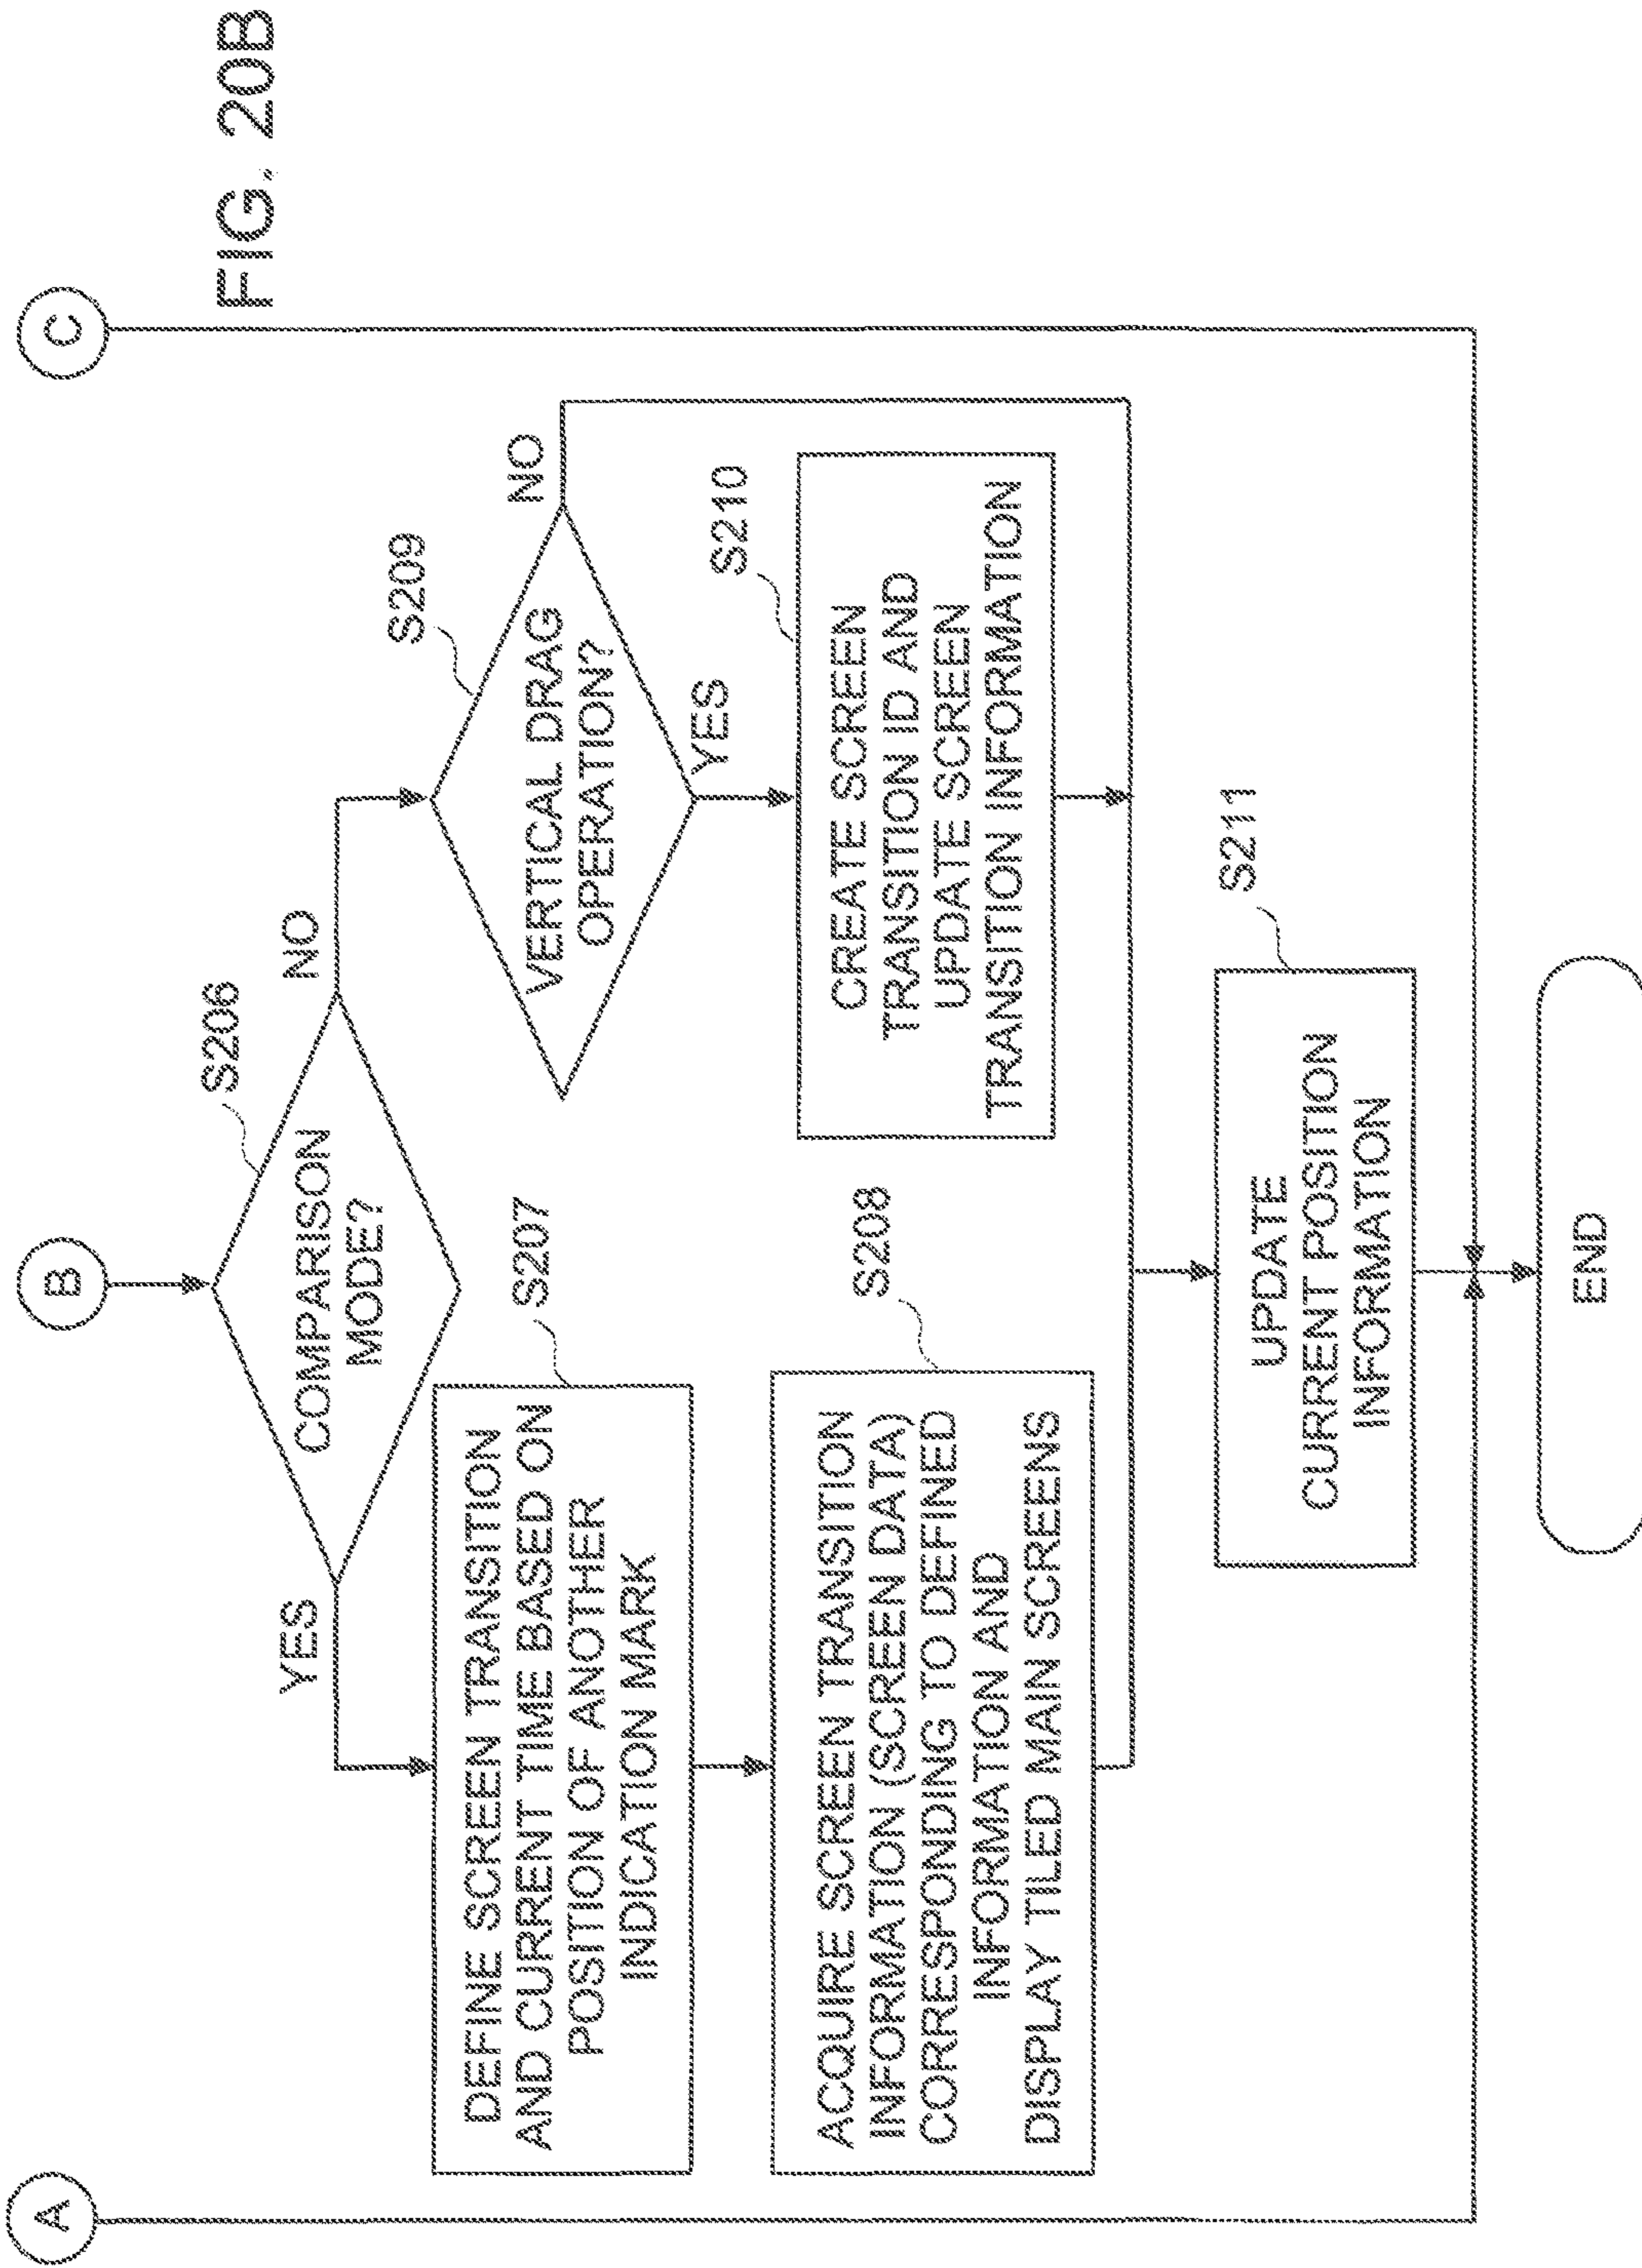 FIG. 20B
A
B
C
S206
COMPARISON
MODE?
YES
NO
S207
DEFINE SCREEN TRANSITION
AND CURRENT TIME BASED ON
POSITION OF ANOTHER
INDICATION MARK
S208
ACQUIRE SCREEN TRANSITION
INFORMATION (SCREEN DATA)
CORRESPONDING TO DEFINED
INFORMATION AND
DISPLAY TILED MAIN SCREENS
S209
VERTICAL DRAG
OPERATION?
NO
YES
S210
CREATE SCREEN
TRANSITION ID AND
UPDATE SCREEN
TRANSITION INFORMATION
S211
UPDATE
CURRENT POSITION
INFORMATION
END